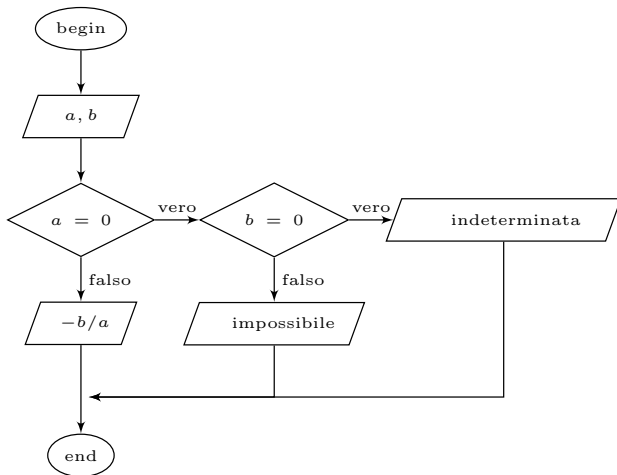 begin
a, b
a = 0
vero
b = 0
vero
indeterminata
falso
falso
−b/a
impossibile
end